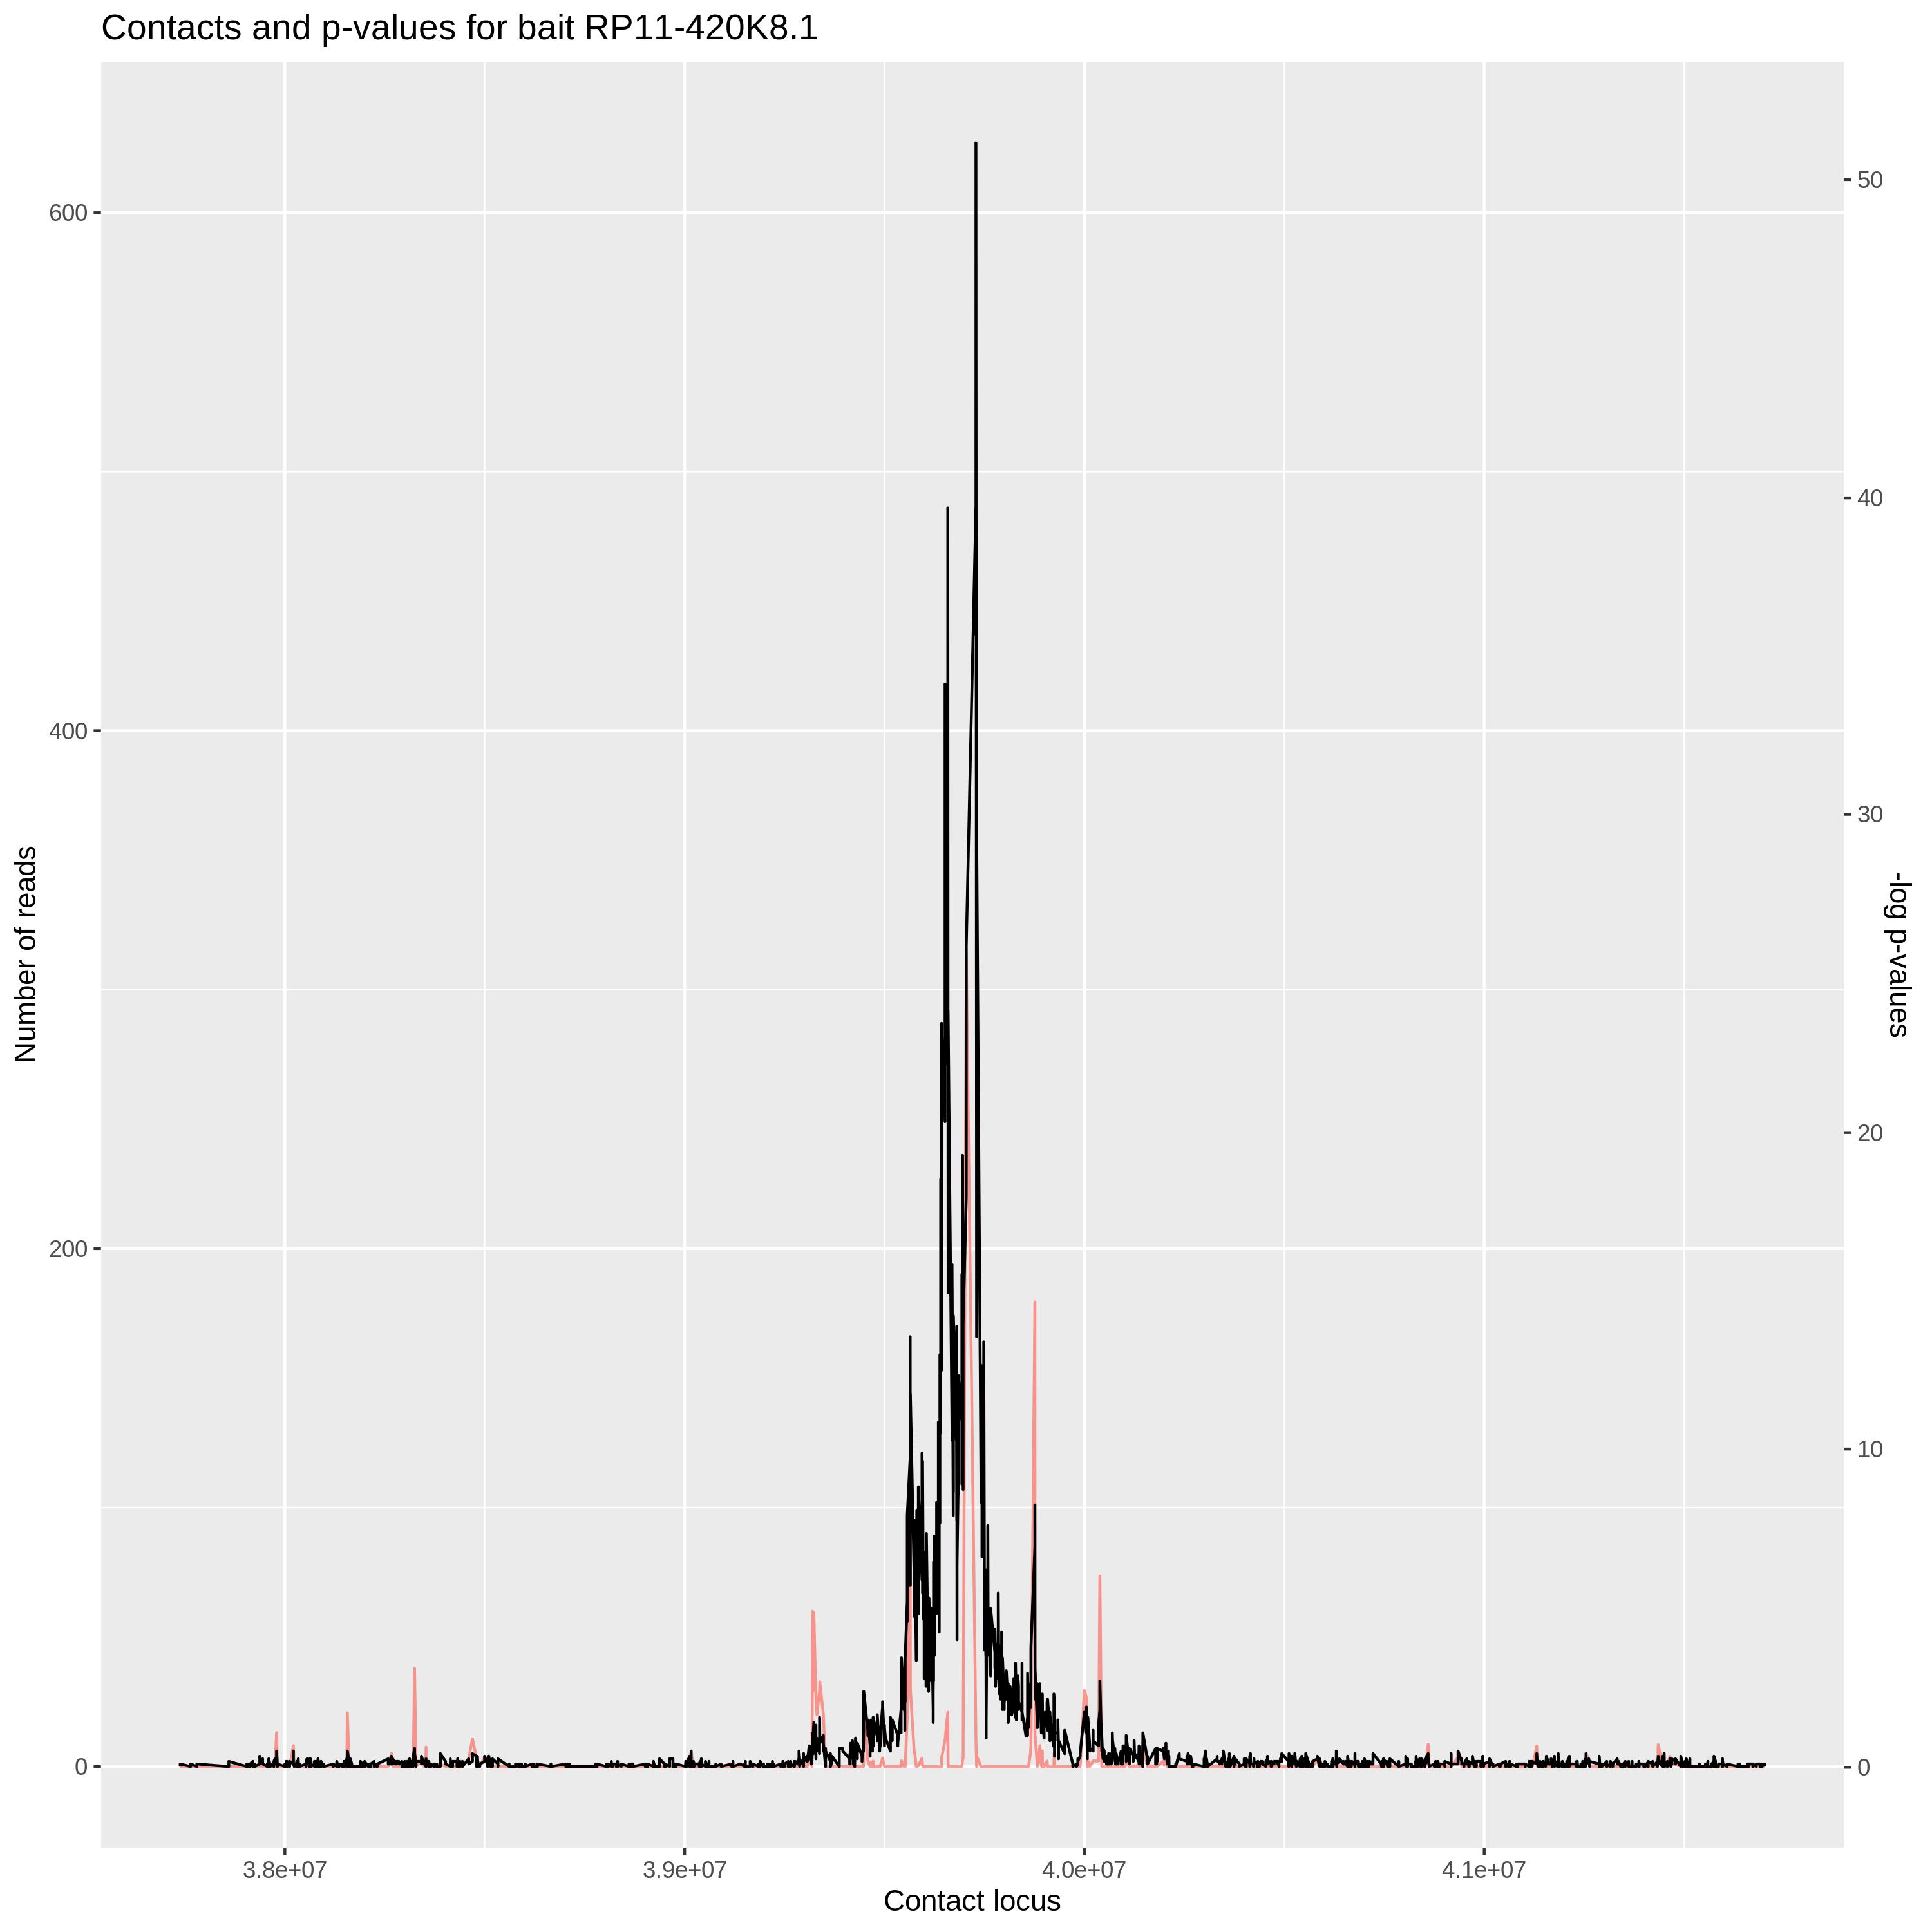 Contacts and p-values for bait RP11-420K8.1
600
400
200
0
Number of reads
50
40
30
20
10
0
-log p-values
3.8e+07
3.9e+07
4.0e+07
4.1e+07
Contact locus